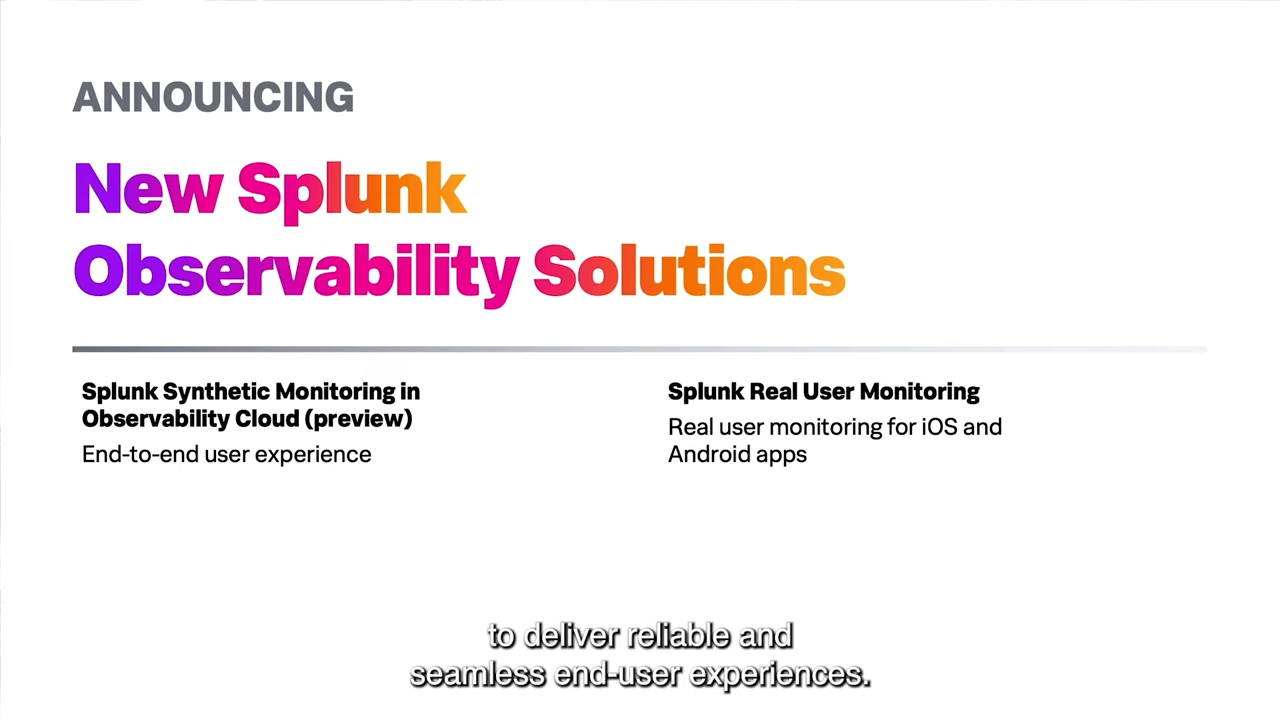 ANNOUNCING
New Splunk
Observability Solutions
Splunk Synthetic Monitoring in
Observability Cloud (preview)
End-to-end user experience
Splunk Real User Monitoring
Real user monitoring for iOS and
Android apps
to deliver reliable and
seamless end-user experiences.